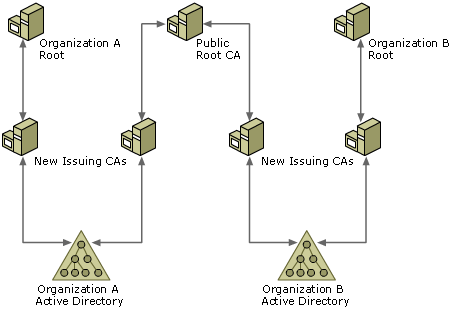 Organization A
Root
Public
Root CA
Organization B
Root
New Issuing CAs
New Issuing CAs
Organization A
Active Directory
Organization B
Active Directory